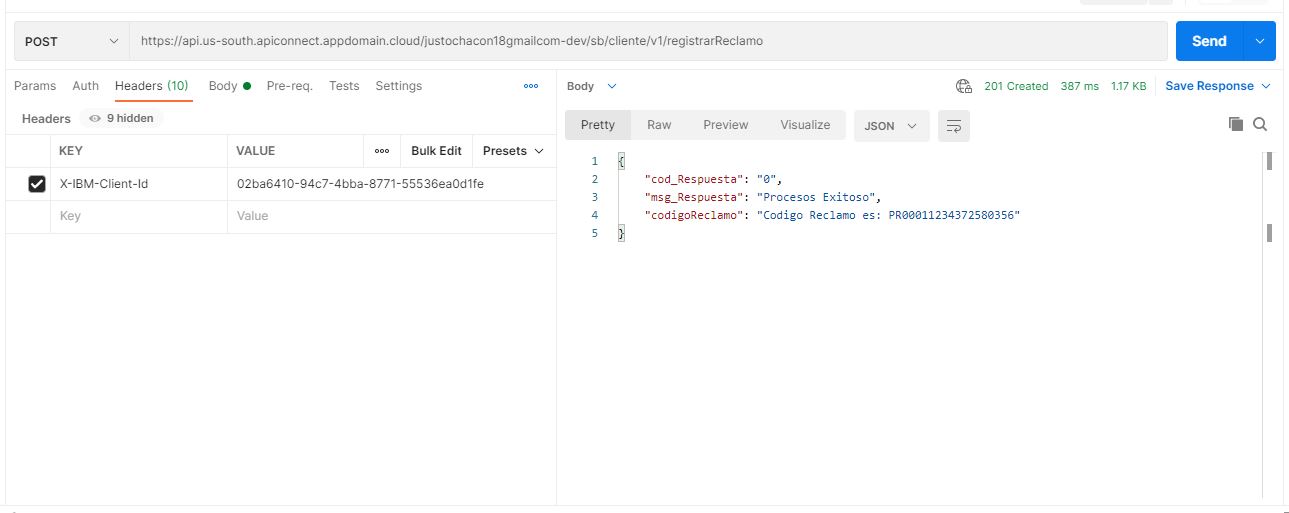 POST
https://api.us-south.apiconnect.appdomain.cloud/justochacon18gmailcom-dev/sb/cliente/v1/registrarReclamo
Send
Params Auth Headers (10) Body Pre-req. Tests Settings
Headers 9 hidden
KEY VALUE Bulk Edit Presets
X-IBM-Client-Id 02ba6410-94c7-4bba-8771-55536ea0d1fe
Key Value
Body 201 Created 387 ms 1.17 KB Save Response
Pretty Raw Preview Visualize JSON
1 {
2 "cod_Respuesta": "0",
3 "msg_Respuesta": "Procesos Exitoso",
4 "codigoReclamo": "Codigo Reclamo es: PR00011234372580356"
5 }